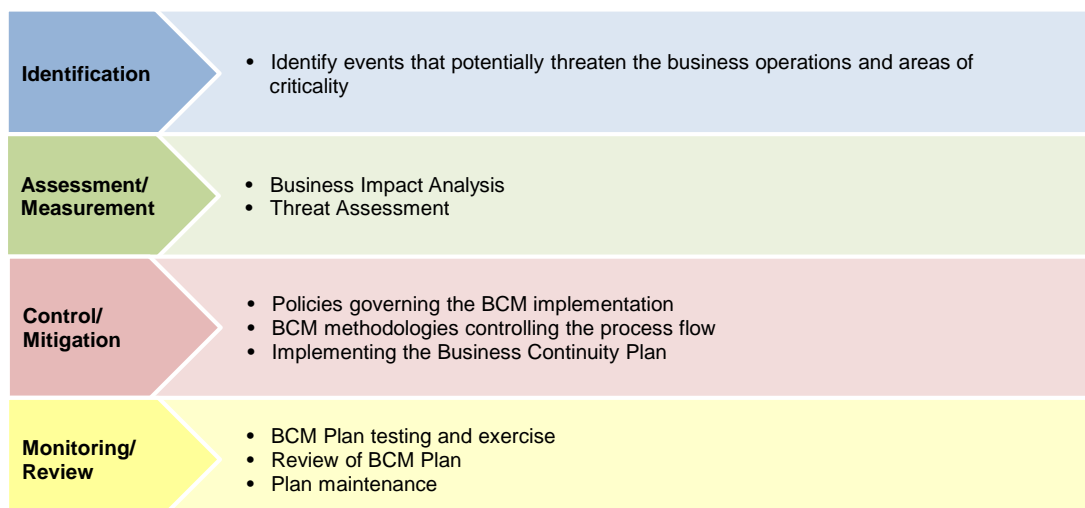 Identification
• Identify events that potentially threaten the business operations and areas of
criticality
Assessment/
Measurement
• Business Impact Analysis
• Threat Assessment
Control/
Mitigation
• Policies governing the BCM implementation
• BCM methodologies controlling the process flow
• Implementing the Business Continuity Plan
Monitoring/
Review
• BCM Plan testing and exercise
• Review of BCM Plan
• Plan maintenance